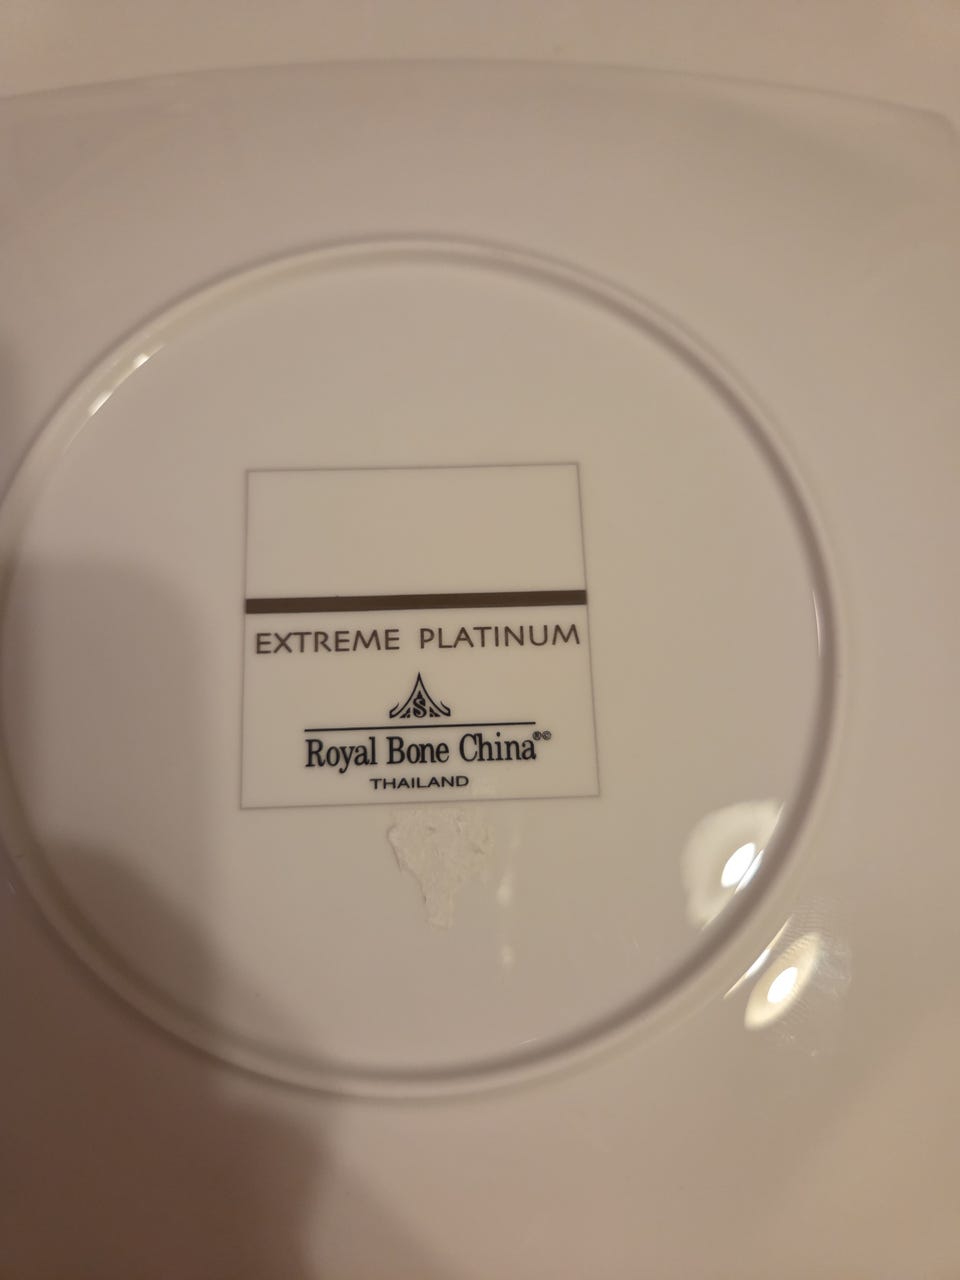 EXTREME PLATINUM
S
Royal Bone China®©
THAILAND